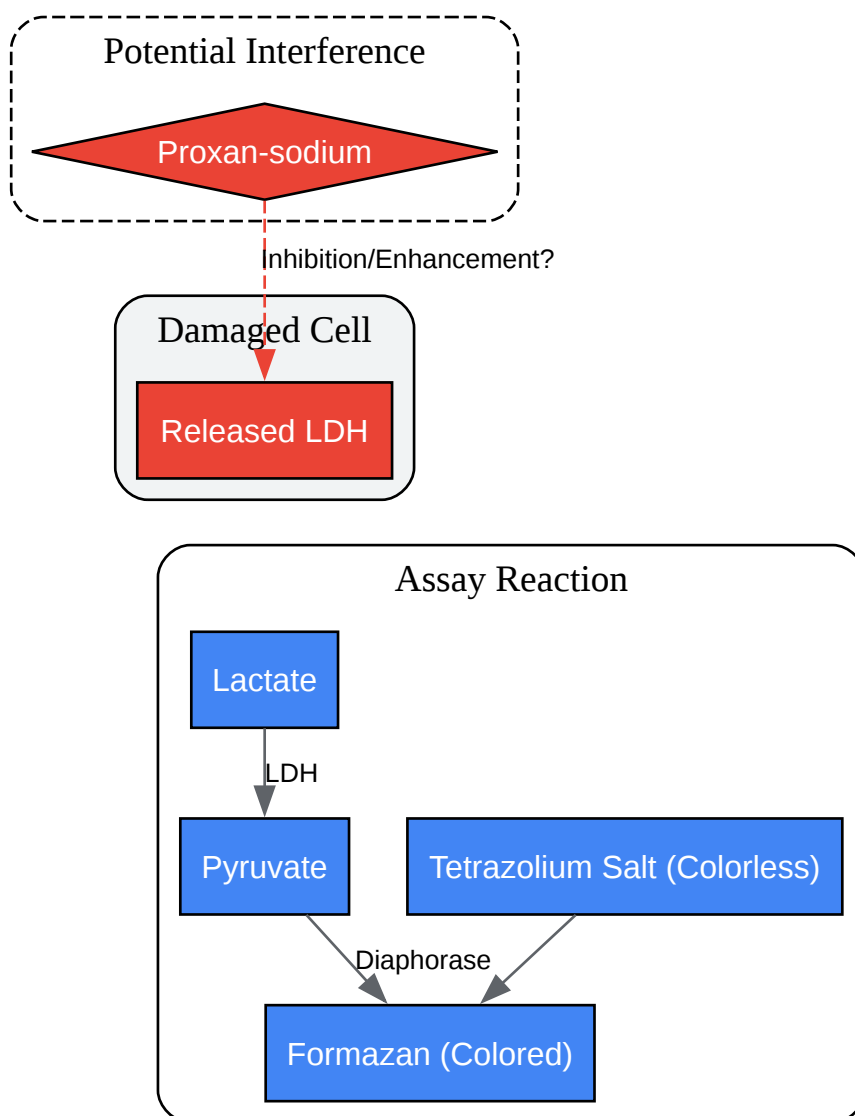 Potential Interference
Proxan-sodium
Inhibition/Enhancement?
Damaged Cell
Released LDH
Assay Reaction
Lactate
LDH
Pyruvate
Tetrazolium Salt (Colorless)
Diaphorase
Formazan (Colored)